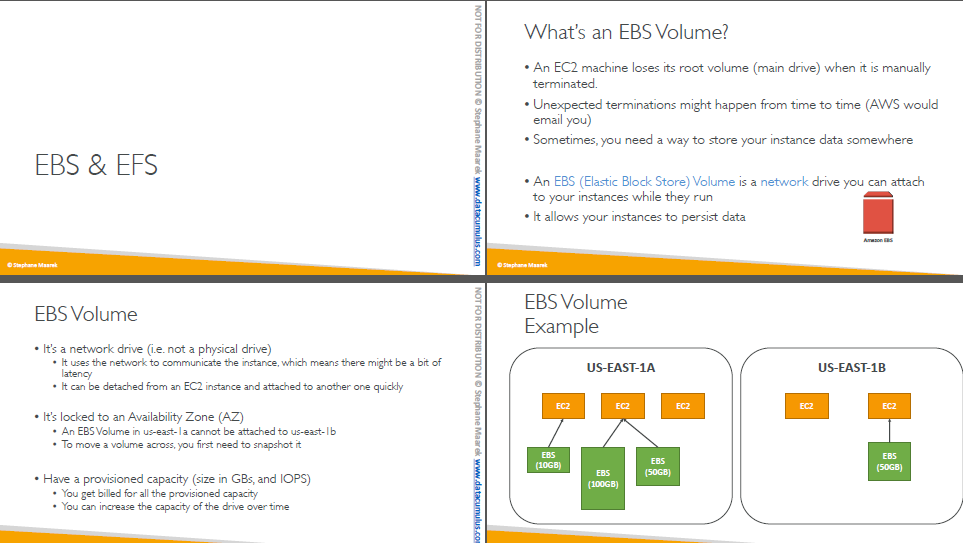 EBS & EFS
© Stephane Maarek
NOT FOR DISTRIBUTION © Stephane Maarek www.datacumulus.com
What's an EBS Volume?
• An EC2 machine loses its root volume (main drive) when it is manually
terminated.
• Unexpected terminations might happen from time to time (AWS would
email you)
• Sometimes, you need a way to store your instance data somewhere
• An EBS (Elastic Block Store) Volume is a network drive you can attach
to your instances while they run
• It allows your instances to persist data
Amazon EBS
© Stephane Maarek
EBS Volume
• It's a network drive (i.e. not a physical drive)
• It uses the network to communicate the instance, which means there might be a bit of
latency
• It can be detached from an EC2 instance and attached to another one quickly
• It's locked to an Availability Zone (AZ)
• An EBS Volume in us-east-1a cannot be attached to us-east-1b
• To move a volume across, you first need to snapshot it
• Have a provisioned capacity (size in GBs, and IOPS)
• You get billed for all the provisioned capacity
• You can increase the capacity of the drive over time
NOT FOR DISTRIBUTION © Stephane Maarek www.datacumulus.co
EBS Volume
Example
US-EAST-1A
EC2
EC2
EC2
EBS
(10GB)
EBS
(100GB)
EBS
(50GB)
US-EAST-1B
EC2
EC2
EBS
(50GB)